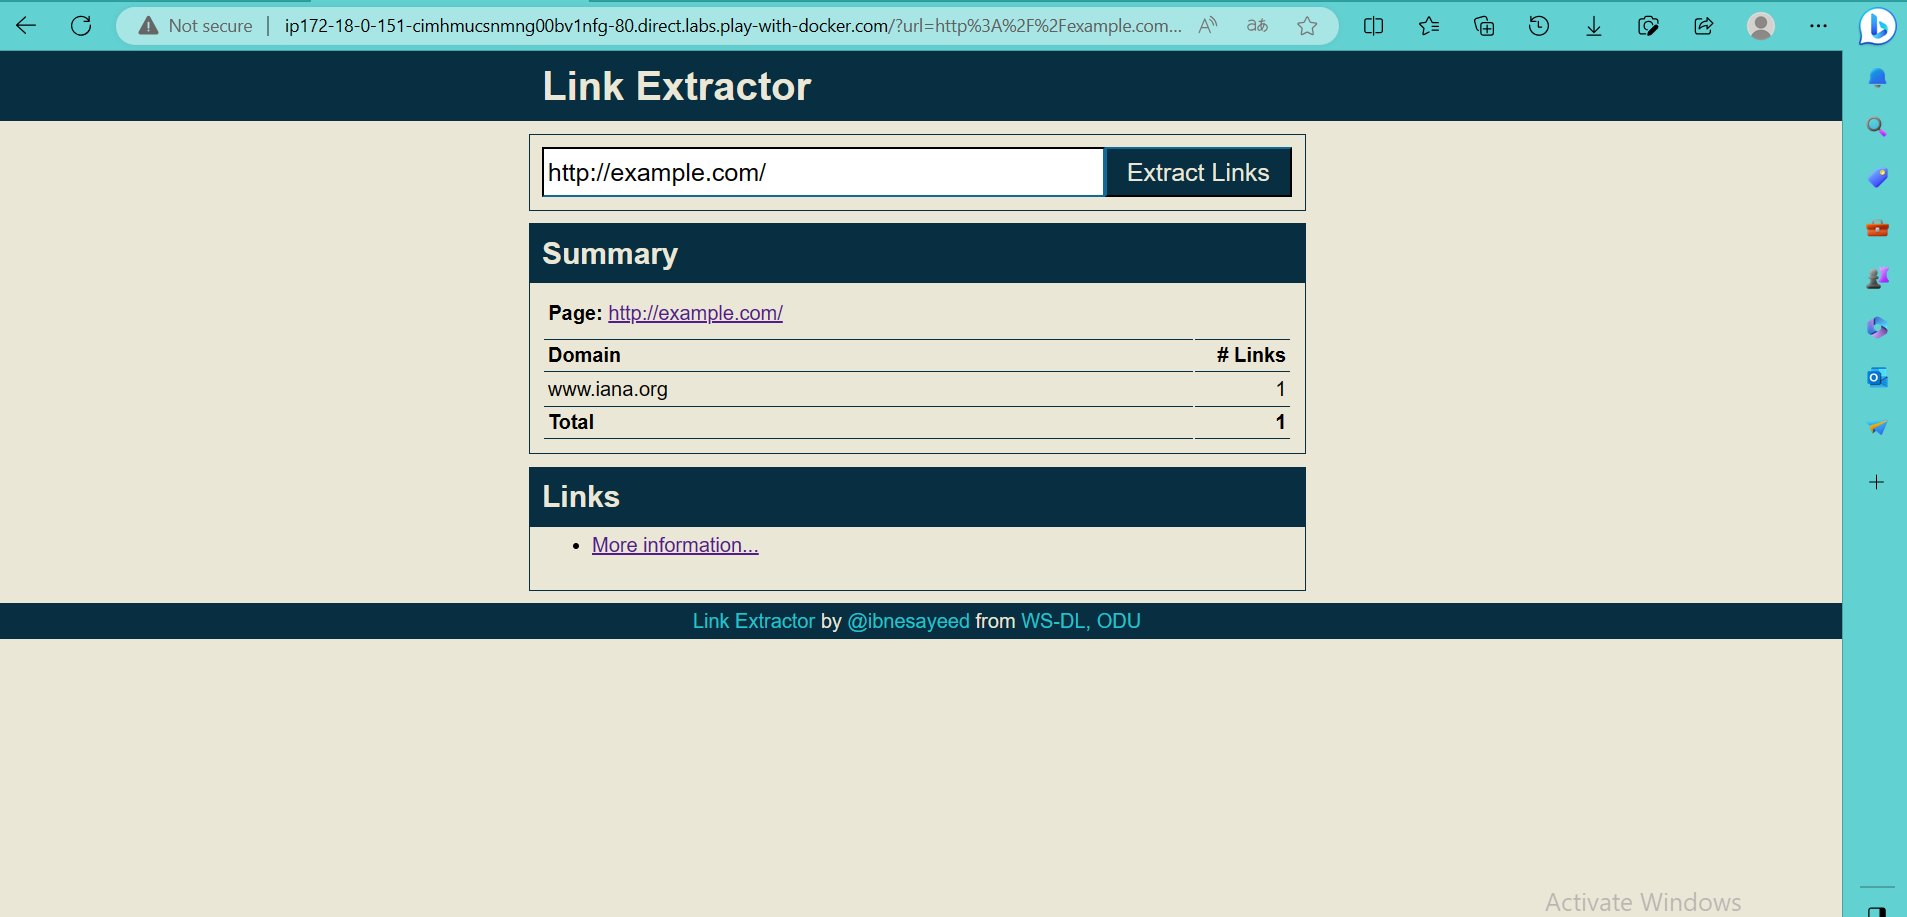 Not secure | ip172-18-0-151-cimhmucsnmng00bv1nfg-80.direct.labs.play-with-docker.com/?url=http%3A%2F%2Fexample.com...
Link Extractor
http://example.com/ Extract Links
Summary
Page: http://example.com/
Domain # Links
www.iana.org 1
Total 1
Links
• More information...
Link Extractor by @ibnesayeed from WS-DL, ODU
Activate Windows